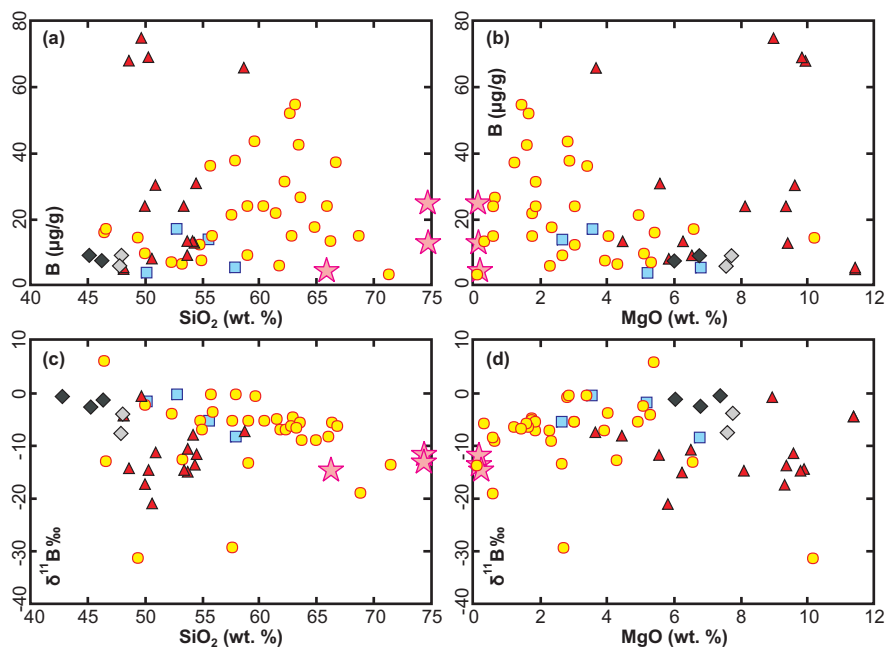 80
(a)
60
40
20
0
B (µg/g)
40 45 50 55 60 65 70 75
SiO₂ (wt. %)
80
(b)
60
40
20
0
B (µg/g)
0 2 4 6 8 10 12
MgO (wt. %)
10
(c)
0
-10
-20
-30
-40
δ¹¹B‰
40 45 50 55 60 65 70 75
SiO₂ (wt. %)
10
(d)
0
-10
-20
-30
-40
δ¹¹B‰
0 2 4 6 8 10 12
MgO (wt. %)